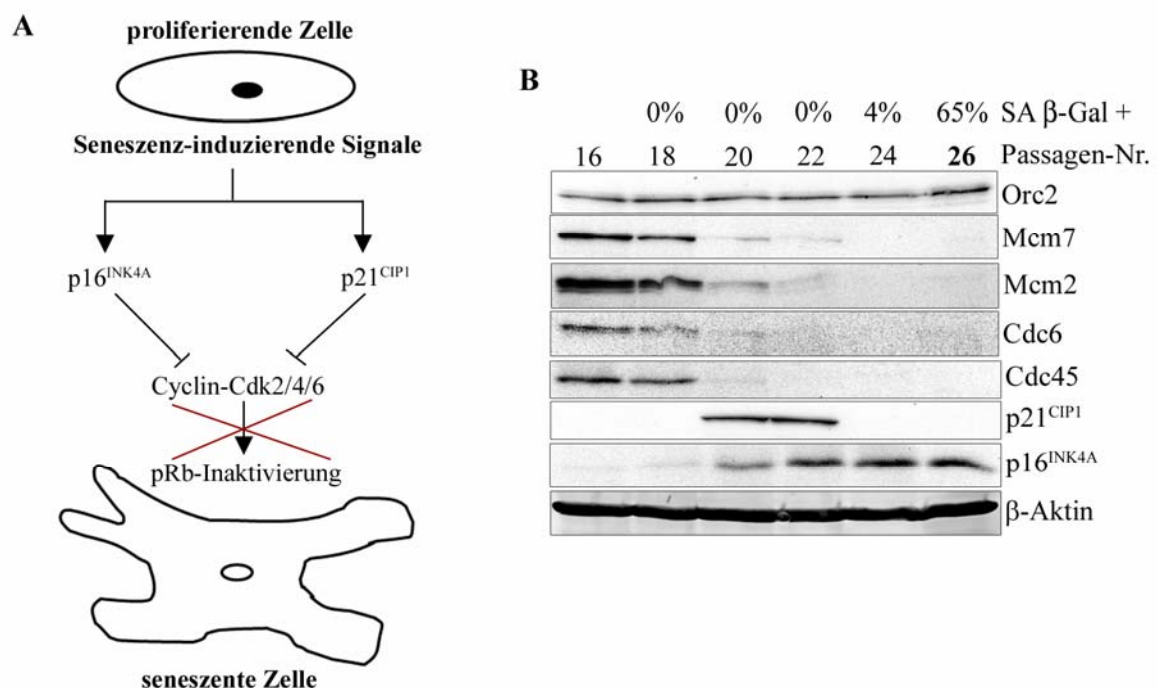 A
proliferierende Zelle
Seneszenz-induzierende Signale
p16INK4A p21CIP1
Cyclin-Cdk2/4/6
pRb-Inaktivierung
seneszente Zelle
B
0% 0% 0% 4% 65% SA β-Gal +
16 18 20 22 24 26 Passagen-Nr.
Orc2
Mcm7
Mcm2
Cdc6
Cdc45
p21CIP1
p16INK4A
β-Aktin